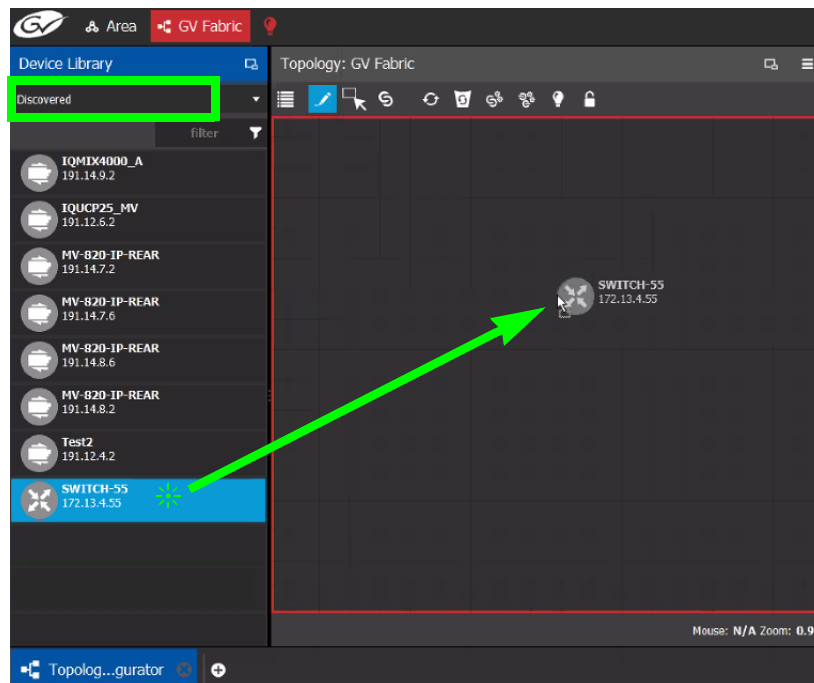 GV Area GV Fabric
Device Library
Topology: GV Fabric
Discovered
filter
IQMIX4000_A
191.14.9.2
IQUCP25_MV
191.12.6.2
MV-820-IP-REAR
191.14.7.2
MV-820-IP-REAR
191.14.7.6
MV-820-IP-REAR
191.14.8.6
MV-820-IP-REAR
191.14.8.2
Test2
191.12.4.2
SWITCH-55
172.13.4.55
SWITCH-55
172.13.4.55
Mouse: N/A Zoom: 0.9
Topolog...gurator